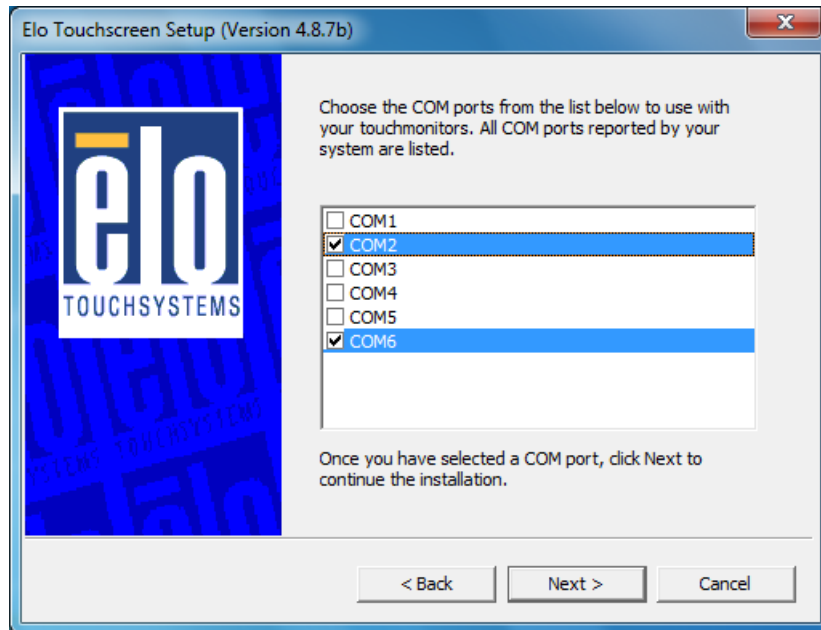 Elo Touchscreen Setup (Version 4.8.7b)
x
elo
TOUCHSYSTEMS
Choose the COM ports from the list below to use with
your touchmonitors. All COM ports reported by your
system are listed.
COM1
COM2
COM3
COM4
COM5
COM6
Once you have selected a COM port, click Next to
continue the installation.
< Back
Next >
Cancel